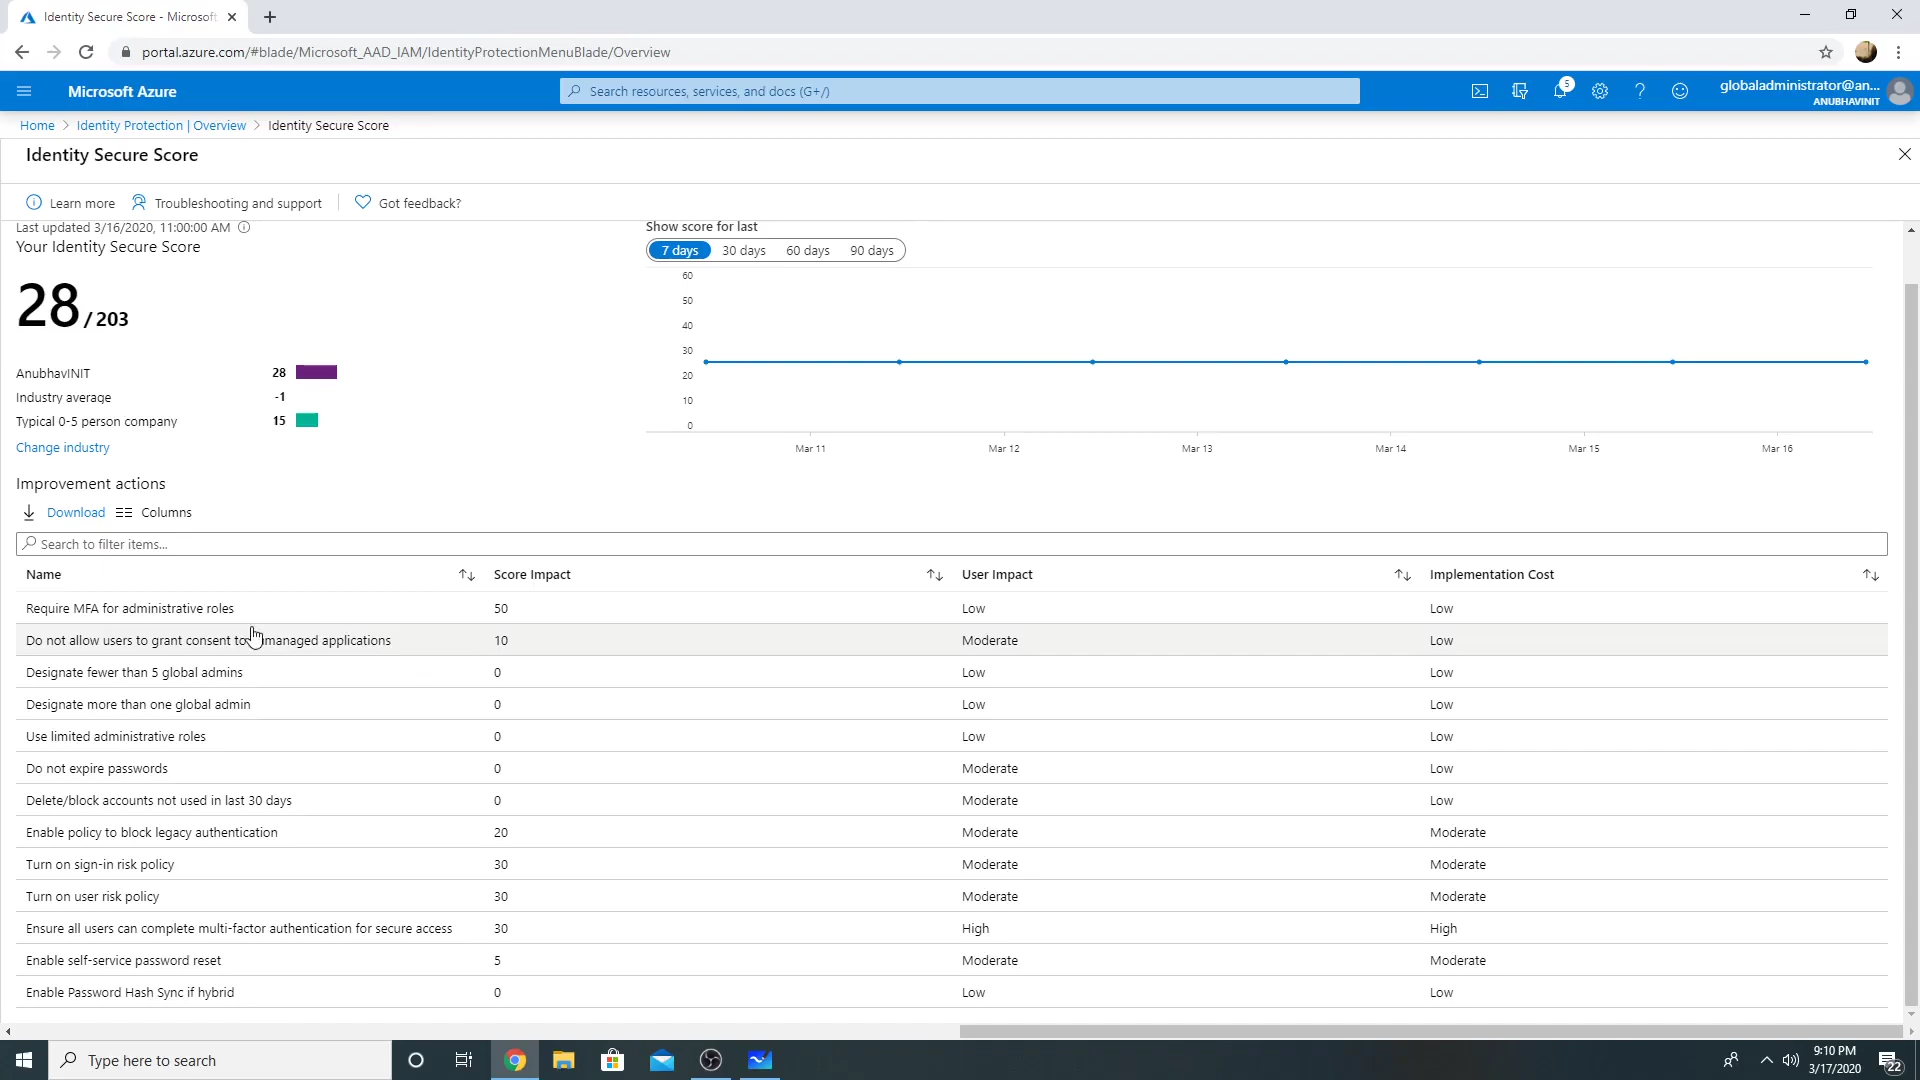 Identity Secure Score - Microsoft
portal.azure.com/#blade/Microsoft_AAD_IAM/IdentityProtectionMenuBlade/Overview
Microsoft Azure
Search resources, services, and docs (G+/)
5
globaladministrator@an...
ANUBHAVINIT
Home > Identity Protection | Overview > Identity Secure Score
Identity Secure Score
Learn more Troubleshooting and support Got feedback?
Last updated 3/16/2020, 11:00:00 AM
Your Identity Secure Score
28 / 203
AnubhavINIT 28
Industry average -1
Typical 0-5 person company 15
Change industry
Show score for last
7 days 30 days 60 days 90 days
60
50
40
30
20
10
0
Mar 11 Mar 12 Mar 13 Mar 14 Mar 15 Mar 16
Improvement actions
Download Columns
Search to filter items...
Name Score Impact User Impact Implementation Cost
Require MFA for administrative roles 50 Low Low
Do not allow users to grant consent to managed applications 10 Moderate Low
Designate fewer than 5 global admins 0 Low Low
Designate more than one global admin 0 Low Low
Use limited administrative roles 0 Low Low
Do not expire passwords 0 Moderate Low
Delete/block accounts not used in last 30 days 0 Moderate Low
Enable policy to block legacy authentication 20 Moderate Moderate
Turn on sign-in risk policy 30 Moderate Moderate
Turn on user risk policy 30 Moderate Moderate
Ensure all users can complete multi-factor authentication for secure access 30 High High
Enable self-service password reset 5 Moderate Moderate
Enable Password Hash Sync if hybrid 0 Low Low
Type here to search
9:10 PM
3/17/2020
22